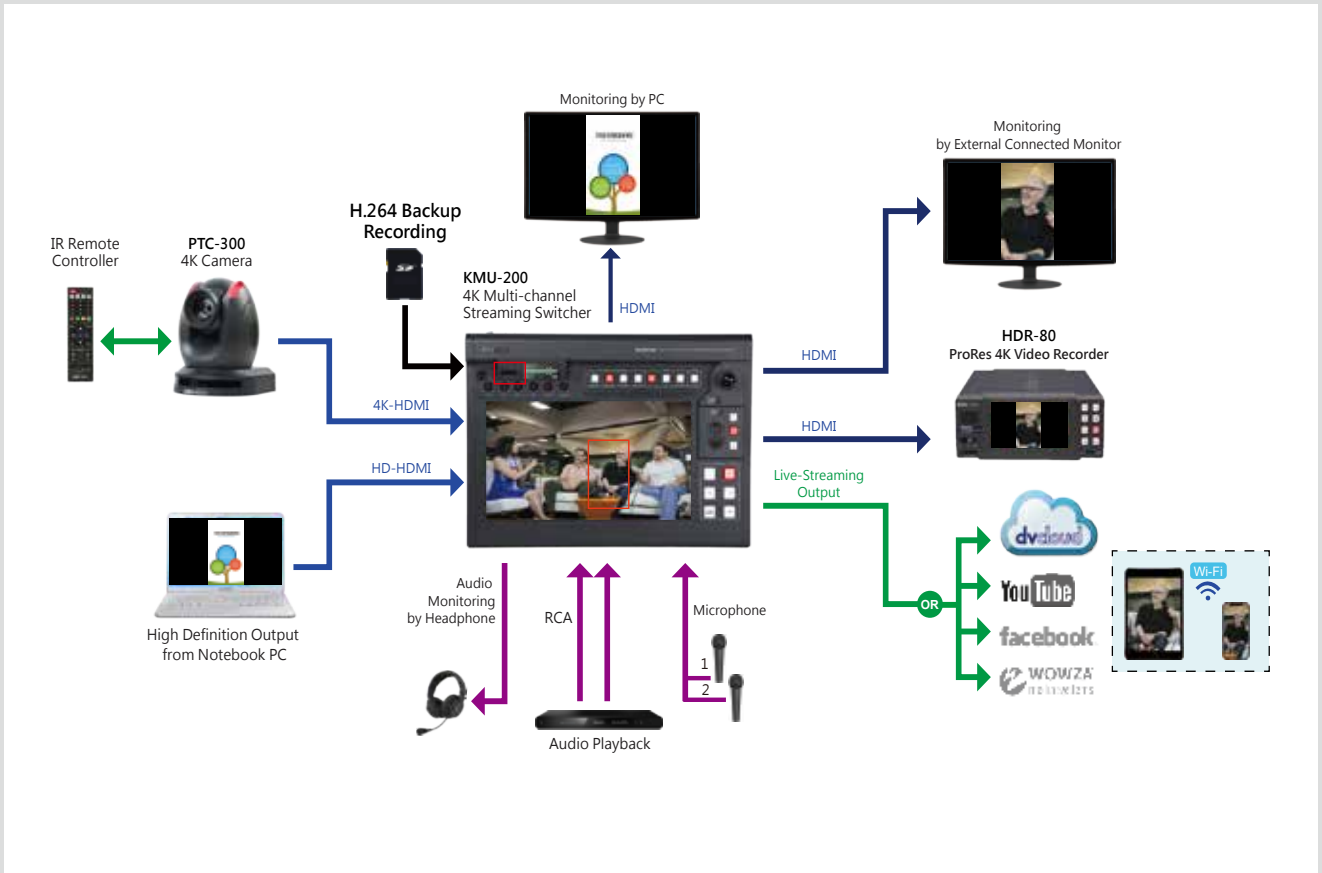 Monitoring by PC
Monitoring
by External Connected Monitor
H.264 Backup
Recording
IR Remote
Controller
PTC-300
4K Camera
KMU-200
4K Multi-channel
Streaming Switcher
HDMI
HDR-80
ProRes 4K Video Recorder
HDMI
4K-HDMI
HDMI
HD-HDMI
Live-Streaming
Output
dvcloud
YouTube
Wi-Fi
OR
facebook
WOWZA
Audio
Monitoring
by Headphone
RCA
Microphone
1
2
High Definition Output
from Notebook PC
Audio Playback
SD